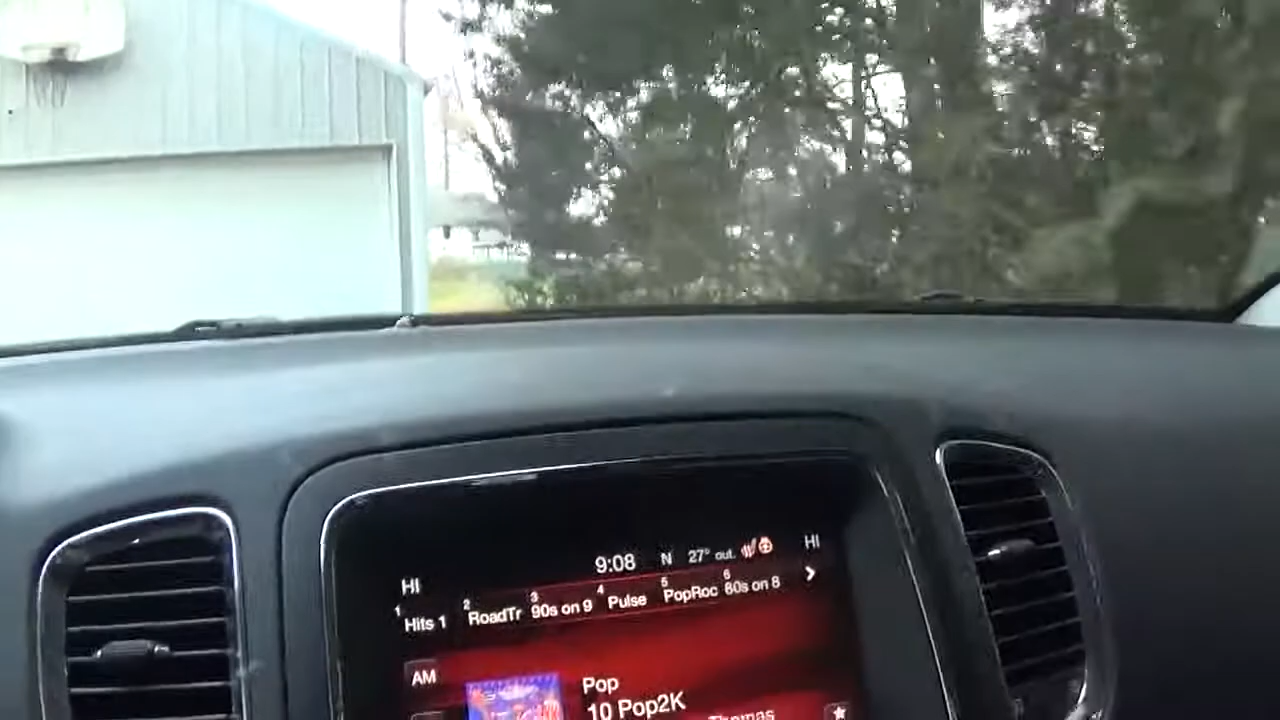 9:08 N 27° out.
HI HI
1 Hits 1 2 RoadTr 3 90s on 9 4 Pulse 5 PopRoc 6 80s on 8
AM
Pop
10 Pop2K
Thomas